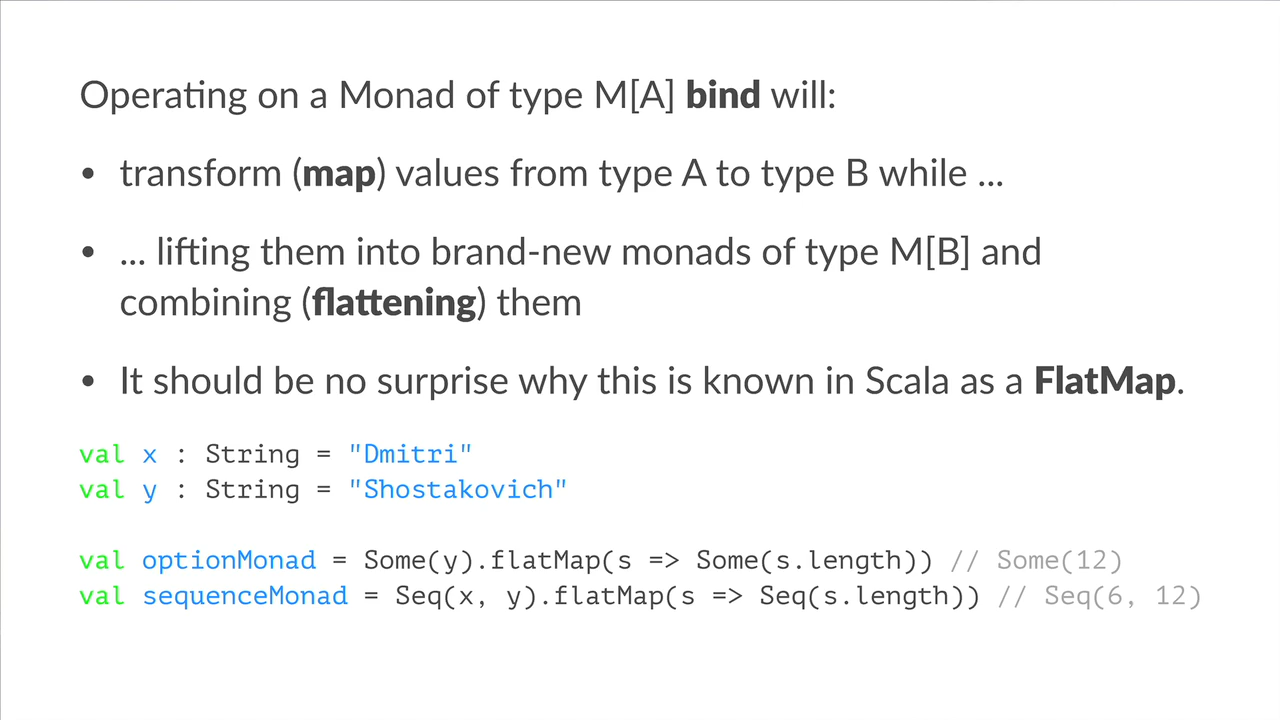 Operating on a Monad of type M[A] bind will:
• transform (map) values from type A to type B while ...
• ... lifting them into brand-new monads of type M[B] and
combining (flattening) them
• It should be no surprise why this is known in Scala as a FlatMap.
val x : String = "Dmitri"
val y : String = "Shostakovich"
val optionMonad = Some(y).flatMap(s => Some(s.length)) // Some(12)
val sequenceMonad = Seq(x, y).flatMap(s => Seq(s.length)) // Seq(6, 12)